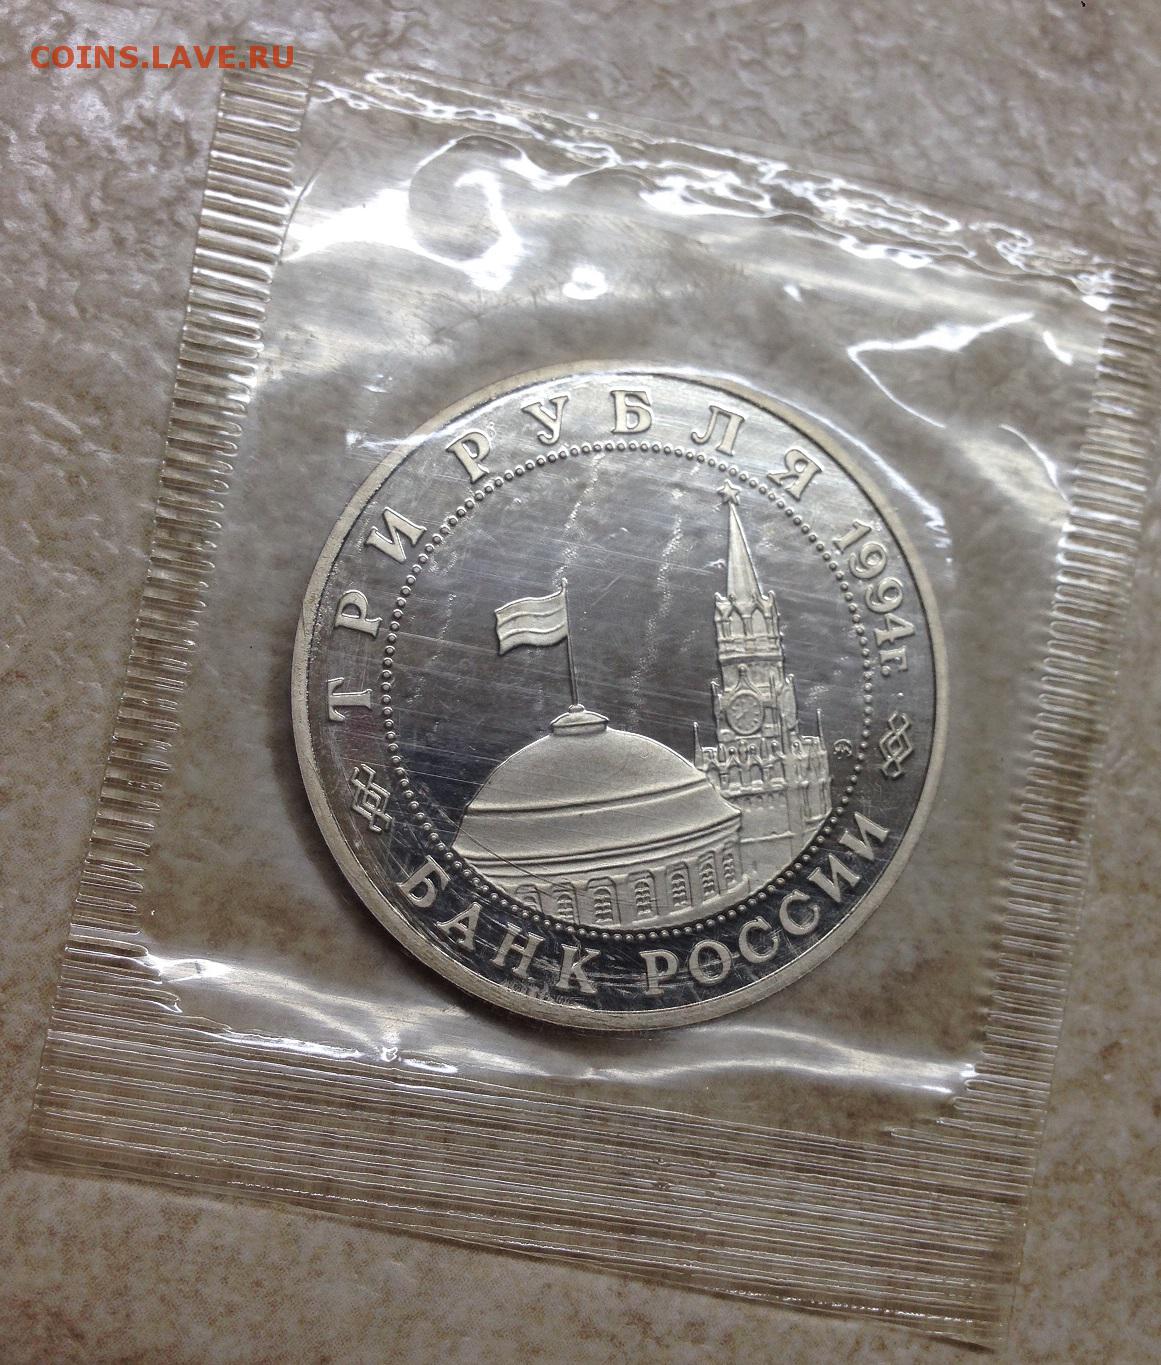 COINS.LAVE.RU
ТРИ РУБЛЯ 1994г.
БАНК РОССИИ